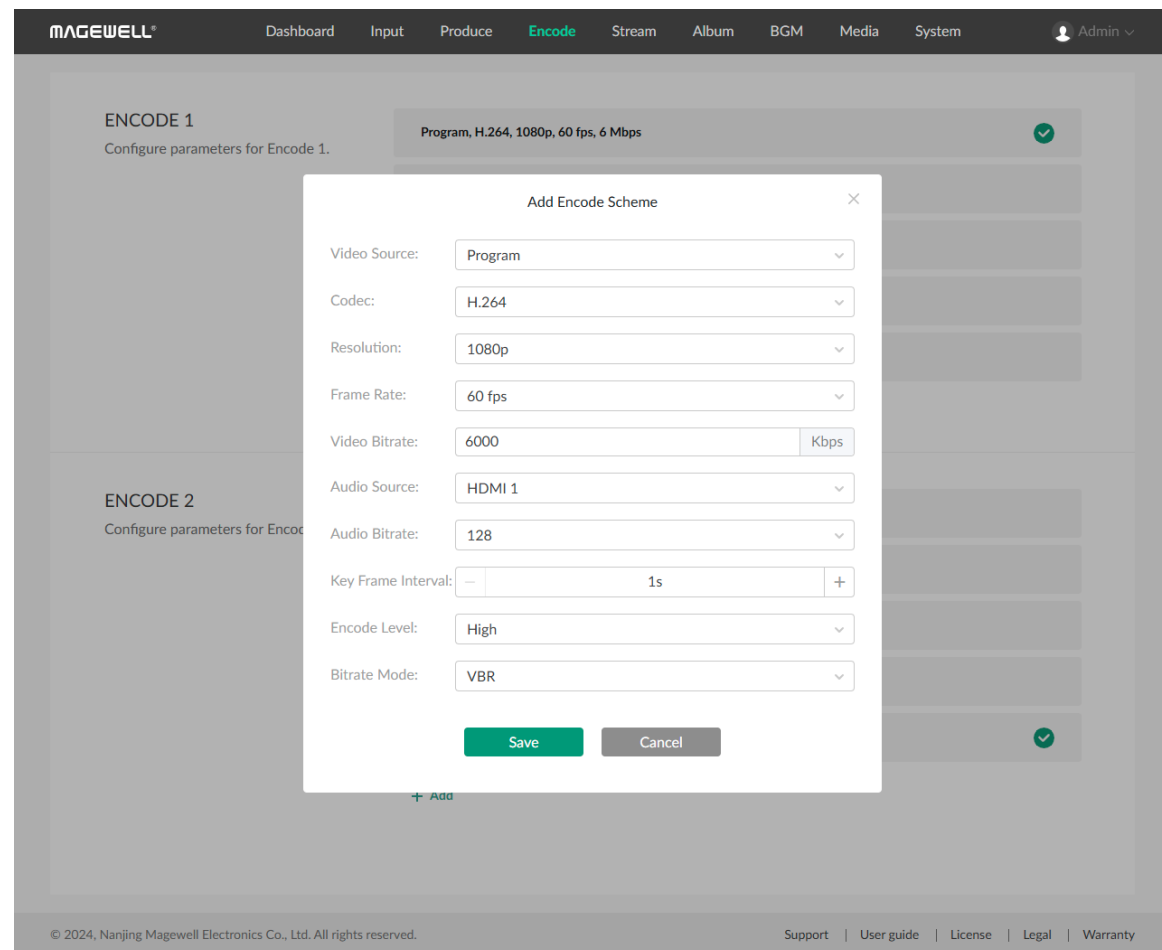 MAGEWELL® Dashboard Input Produce Encode Stream Album BGM Media System Admin
ENCODE 1
Configure parameters for Encode 1.
Program, H.264, 1080p, 60 fps, 6 Mbps
Add Encode Scheme
Video Source: Program
Codec: H.264
Resolution: 1080p
Frame Rate: 60 fps
Video Bitrate: 6000 Kbps
Audio Source: HDMI 1
Audio Bitrate: 128
Key Frame Interval: − 1s +
Encode Level: High
Bitrate Mode: VBR
Save Cancel
ENCODE 2
Configure parameters for Encod
+ Add
© 2024, Nanjing Magewell Electronics Co., Ltd. All rights reserved. Support | User guide | License | Legal | Warranty